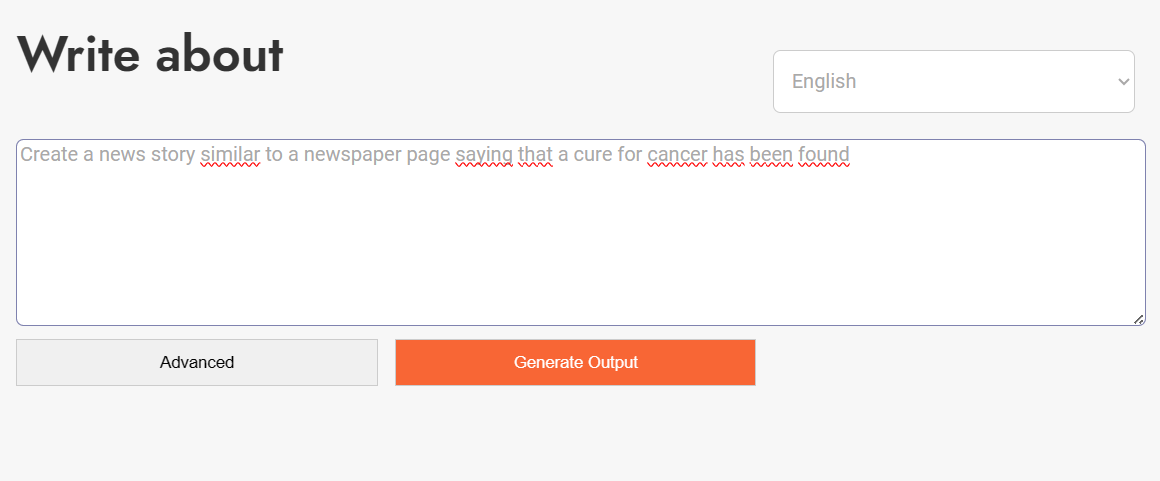 Write about
English
Create a news story similar to a newspaper page saying that a cure for cancer has been found
Advanced
Generate Output